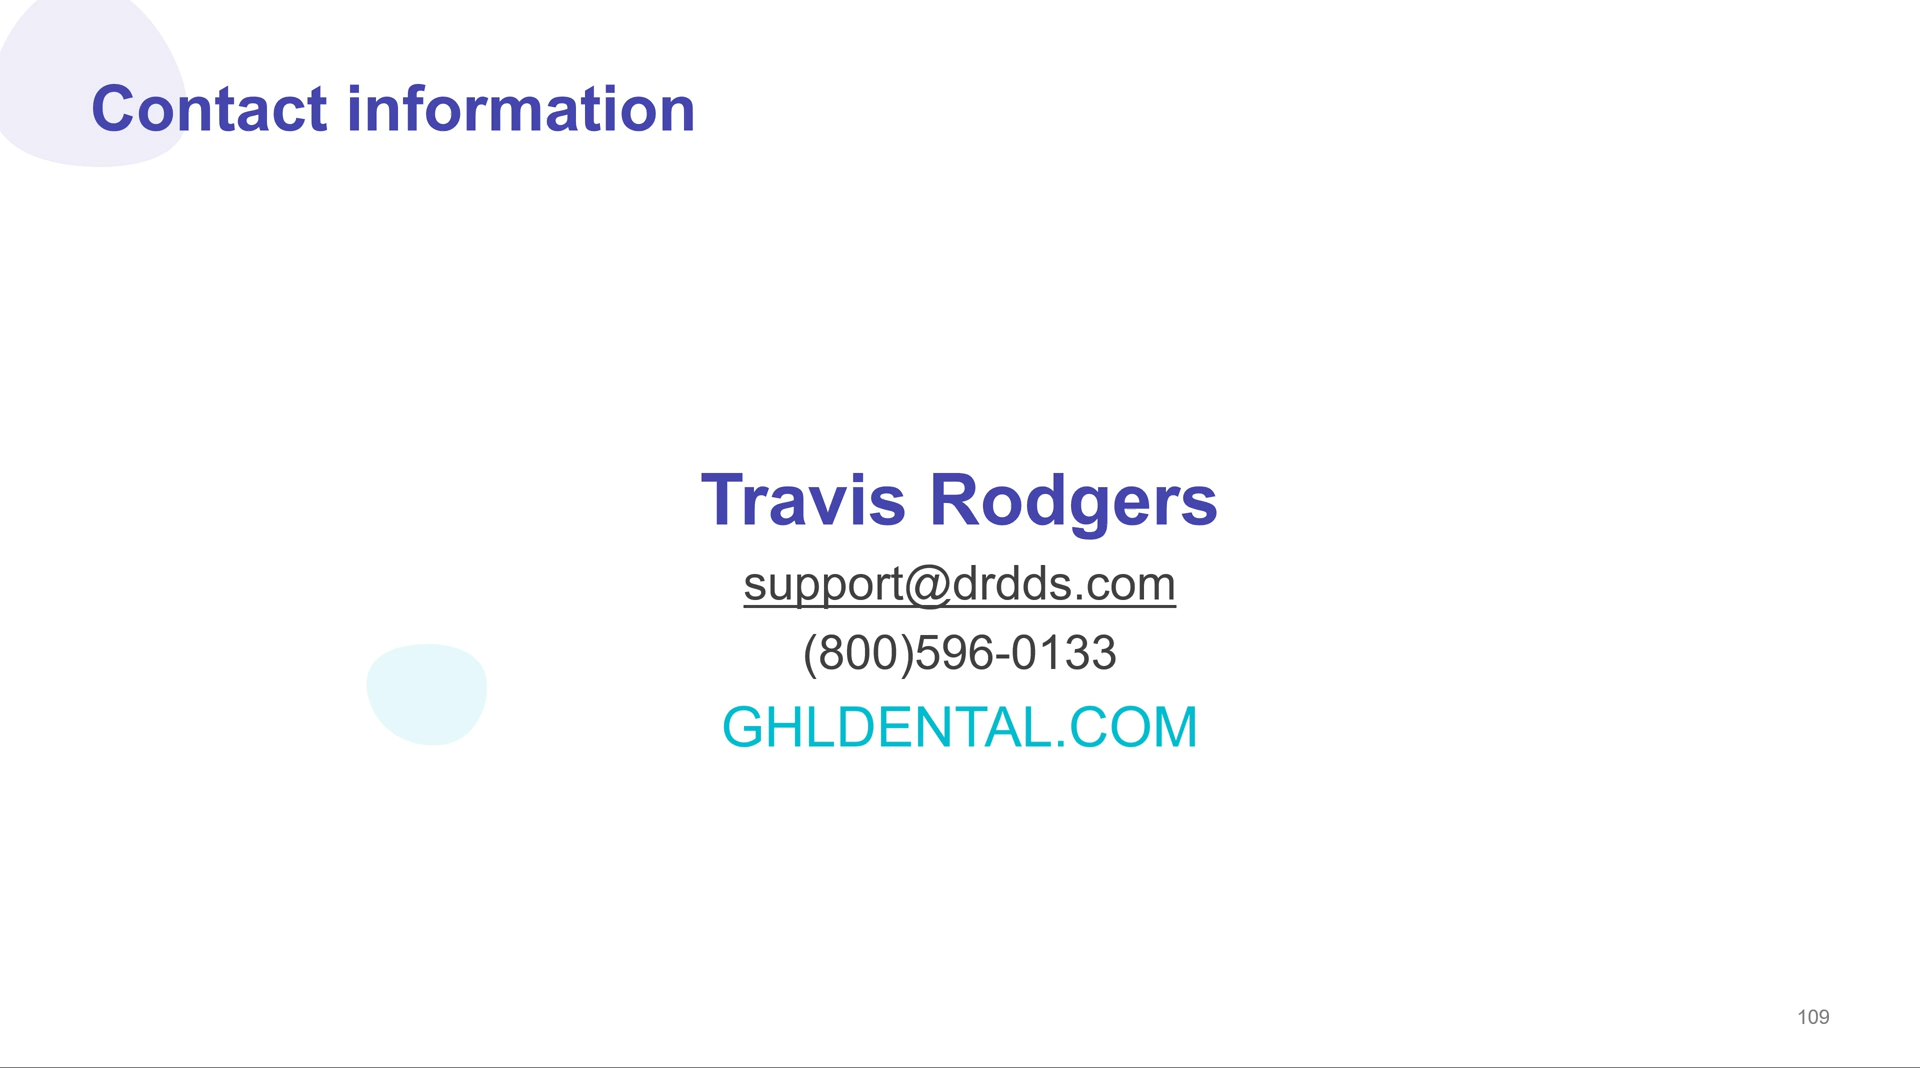 Contact information
Travis Rodgers
support@drdds.com
(800)596-0133
GHLDENTAL.COM
109